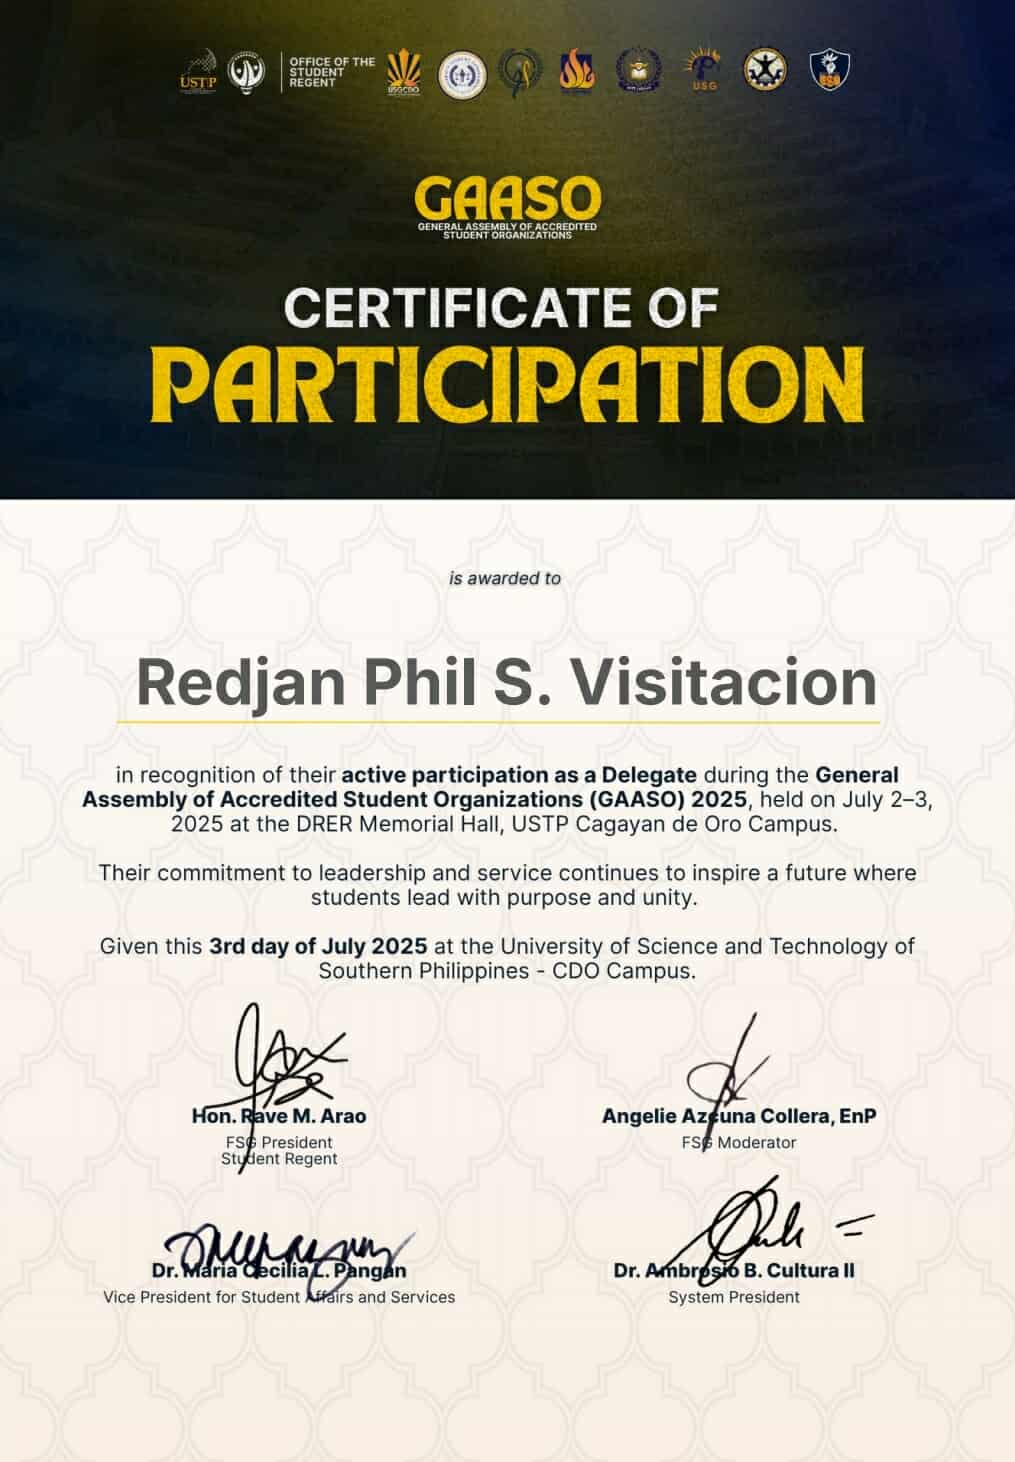 USTP
OFFICE OF THE
STUDENT
REGENT
USGCDO
USG
USG
GAASO
GENERAL ASSEMBLY OF ACCREDITED
STUDENT ORGANIZATIONS
CERTIFICATE OF
PARTICIPATION
is awarded to
Redjan Phil S. Visitacion
in recognition of their active participation as a Delegate during the General
Assembly of Accredited Student Organizations (GAASO) 2025, held on July 2–3,
2025 at the DRER Memorial Hall, USTP Cagayan de Oro Campus.
Their commitment to leadership and service continues to inspire a future where
students lead with purpose and unity.
Given this 3rd day of July 2025 at the University of Science and Technology of
Southern Philippines - CDO Campus.
Hon. Rave M. Arao
FSG President
Student Regent
Angelie Azcuna Collera, EnP
FSG Moderator
Dr. Maria Cecilia L. Pangan
Vice President for Student Affairs and Services
Dr. Ambrosio B. Cultura II
System President